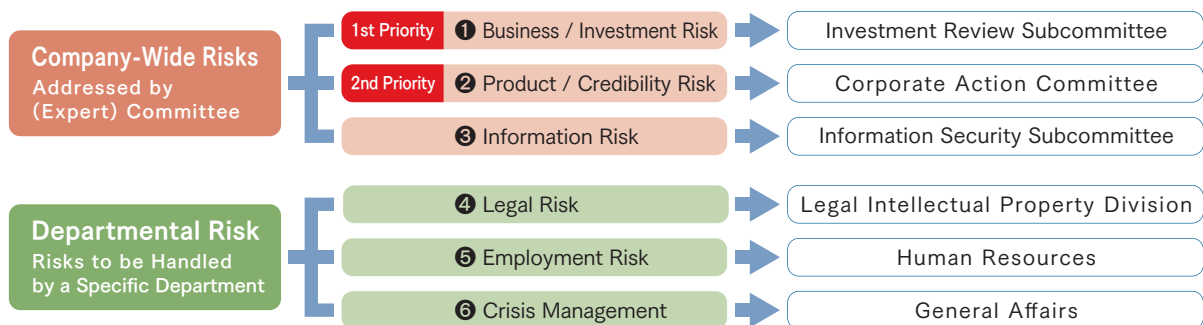 Company-Wide Risks
Addressed by
(Expert) Committee
1st Priority ❶ Business / Investment Risk
Investment Review Subcommittee
2nd Priority ❷ Product / Credibility Risk
Corporate Action Committee
❸ Information Risk
Information Security Subcommittee
Departmental Risk
Risks to be Handled
by a Specific Department
❹ Legal Risk
Legal Intellectual Property Division
❺ Employment Risk
Human Resources
❻ Crisis Management
General Affairs